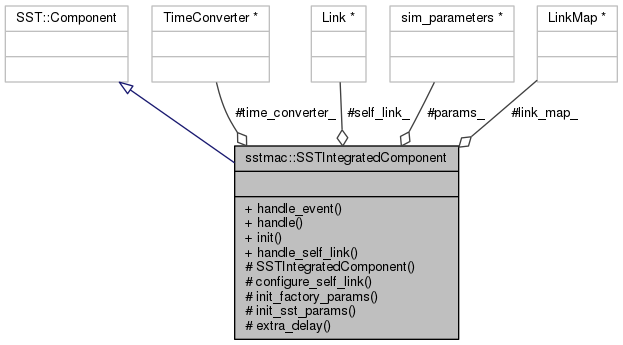 SST::Component
TimeConverter *
Link *
sim_parameters *
LinkMap *
#time_converter_
#self_link_
#params_
#link_map_
sstmac::SSTIntegratedComponent
+ handle_event()
+ handle()
+ init()
+ handle_self_link()
# SSTIntegratedComponent()
# configure_self_link()
# init_factory_params()
# init_sst_params()
# extra_delay()